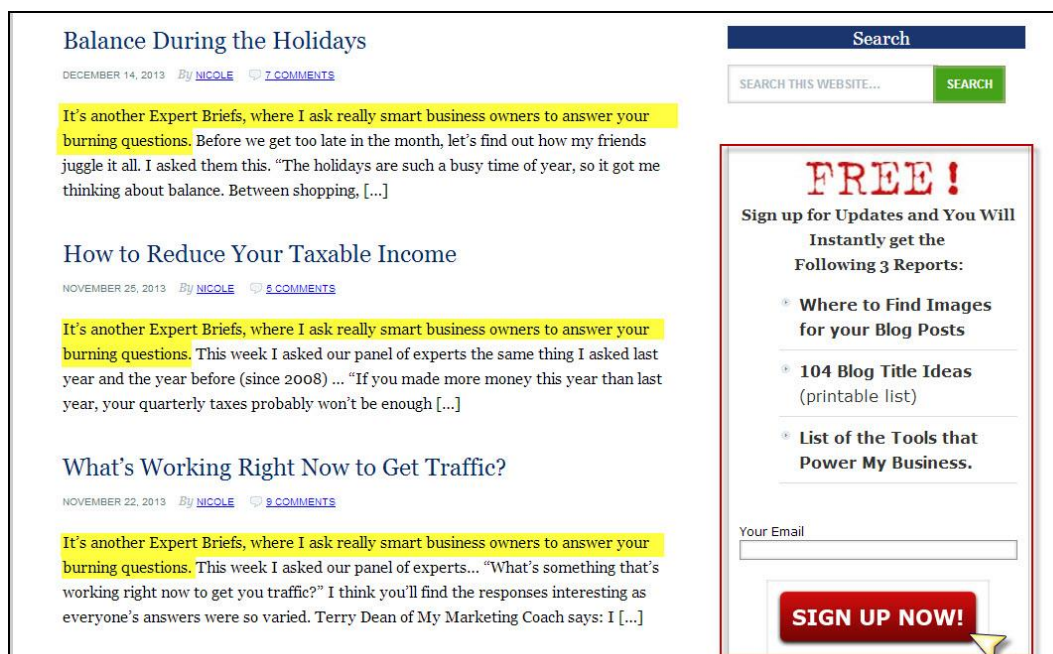 Balance During the Holidays
DECEMBER 14, 2013 By NICOLE 7 COMMENTS
It’s another Expert Briefs, where I ask really smart business owners to answer your
burning questions. Before we get too late in the month, let’s find out how my friends
juggle it all. I asked them this. “The holidays are such a busy time of year, so it got me
thinking about balance. Between shopping, [...]
How to Reduce Your Taxable Income
NOVEMBER 25, 2013 By NICOLE 5 COMMENTS
It’s another Expert Briefs, where I ask really smart business owners to answer your
burning questions. This week I asked our panel of experts the same thing I asked last
year and the year before (since 2008) ... “If you made more money this year than last
year, your quarterly taxes probably won’t be enough [...]
What’s Working Right Now to Get Traffic?
NOVEMBER 22, 2013 By NICOLE 9 COMMENTS
It’s another Expert Briefs, where I ask really smart business owners to answer your
burning questions. This week I asked our panel of experts... “What’s something that’s
working right now to get you traffic?” I think you’ll find the responses interesting as
everyone’s answers were so varied. Terry Dean of My Marketing Coach says: I [...]
Search
SEARCH THIS WEBSITE... SEARCH
FREE!
Sign up for Updates and You Will
Instantly get the
Following 3 Reports:
Where to Find Images
for your Blog Posts
104 Blog Title Ideas
(printable list)
List of the Tools that
Power My Business.
Your Email
SIGN UP NOW!